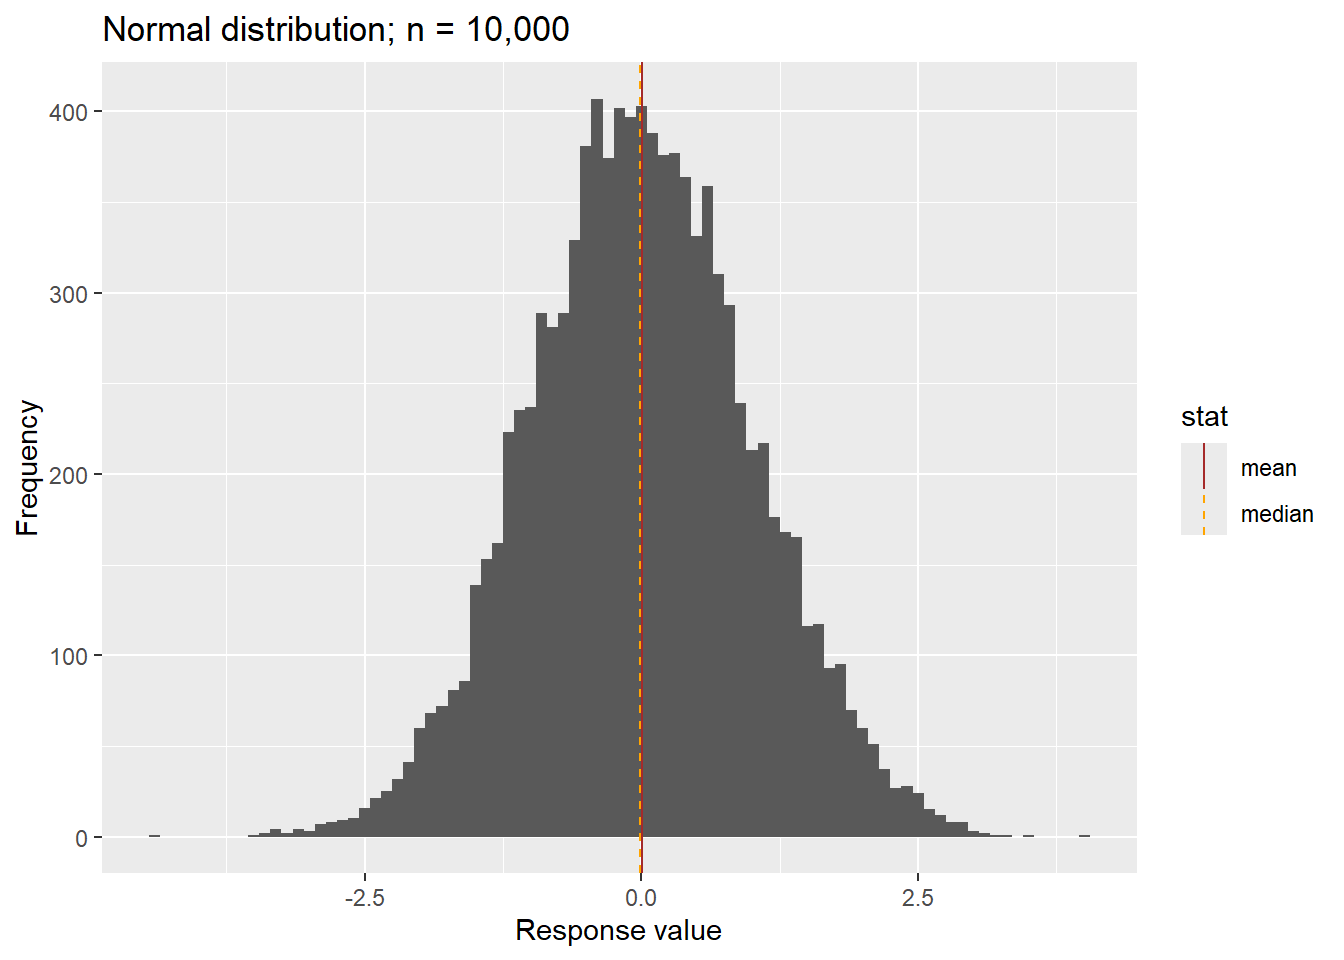 Normal distribution; n = 10,000
400
300
200
100
0
Frequency
-2.5
0.0
2.5
Response value
stat
mean
median